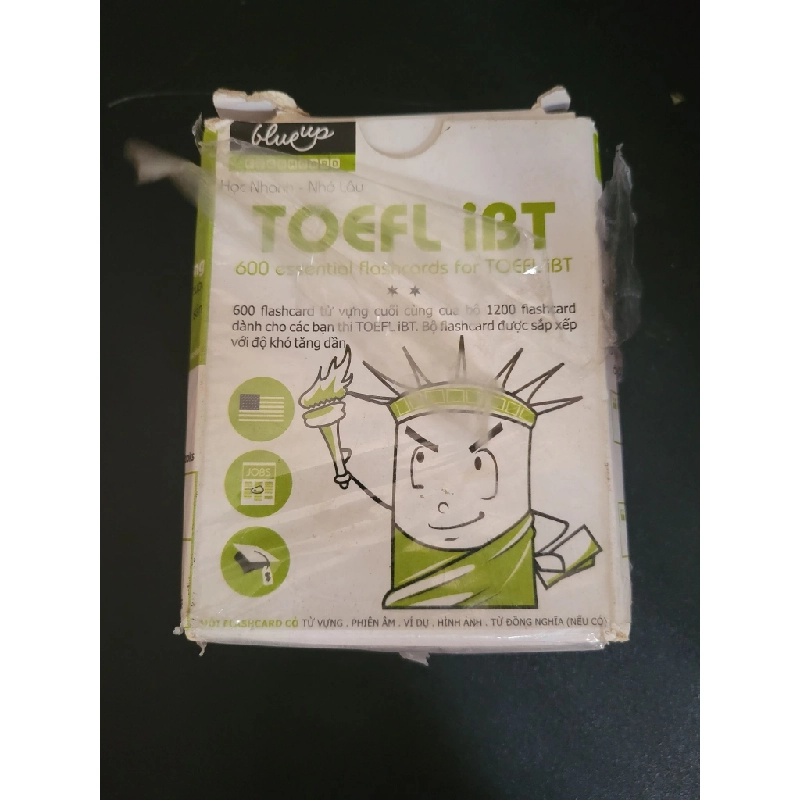 blueup
Học Nhanh - Nhớ Lâu
TOEFL iBT
600 essential flashcards for TOEFL iBT
600 flashcard từ vựng cuối cùng của bộ 1200 flashcard
dành cho các bạn thi TOEFL iBT. Bộ flashcard được sắp xếp
với độ khó tăng dần
JOBS
FLASHCARD CÓ TỪ VỰNG . PHIÊN ÂM . VÍ DỤ . HÌNH ẢNH . TỪ ĐỒNG NGHĨA (NẾU CÓ)